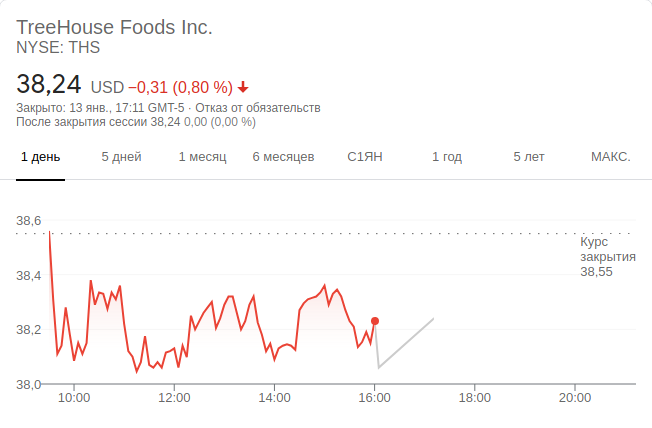 TreeHouse Foods Inc.
NYSE: THS
38,24 USD −0,31 (0,80 %)
Закрыто: 13 янв., 17:11 GMT-5 · Отказ от обязательств
После закрытия сессии 38,24 0,00 (0,00 %)
1 день 5 дней 1 месяц 6 месяцев С1ЯН 1 год 5 лет МАКС.
38,6
Курс
закрытия
38,55
38,4
38,2
38,0
10:00 12:00 14:00 16:00 18:00 20:00